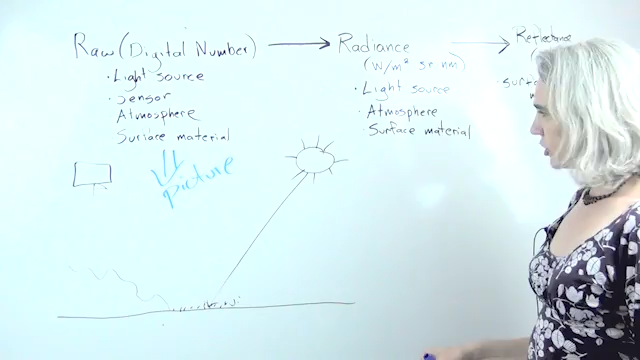 Raw (Digital Number) → Radiance → Reflectance
(W/m² sr nm)
• Light source
• Sensor
Atmosphere
Surface material
• Light source
• Atmosphere
Surface material
picture